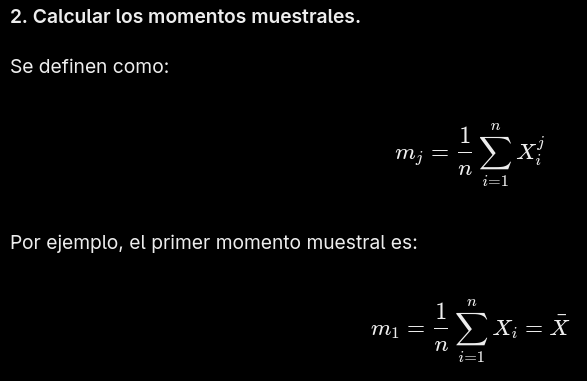 2. Calcular los momentos muestrales.
Se definen como:
$m_j = \frac{1}{n} \sum_{i=1}^{n} X_i^j$
Por ejemplo, el primer momento muestral es:
$m_1 = \frac{1}{n} \sum_{i=1}^{n} X_i = \bar{X}$